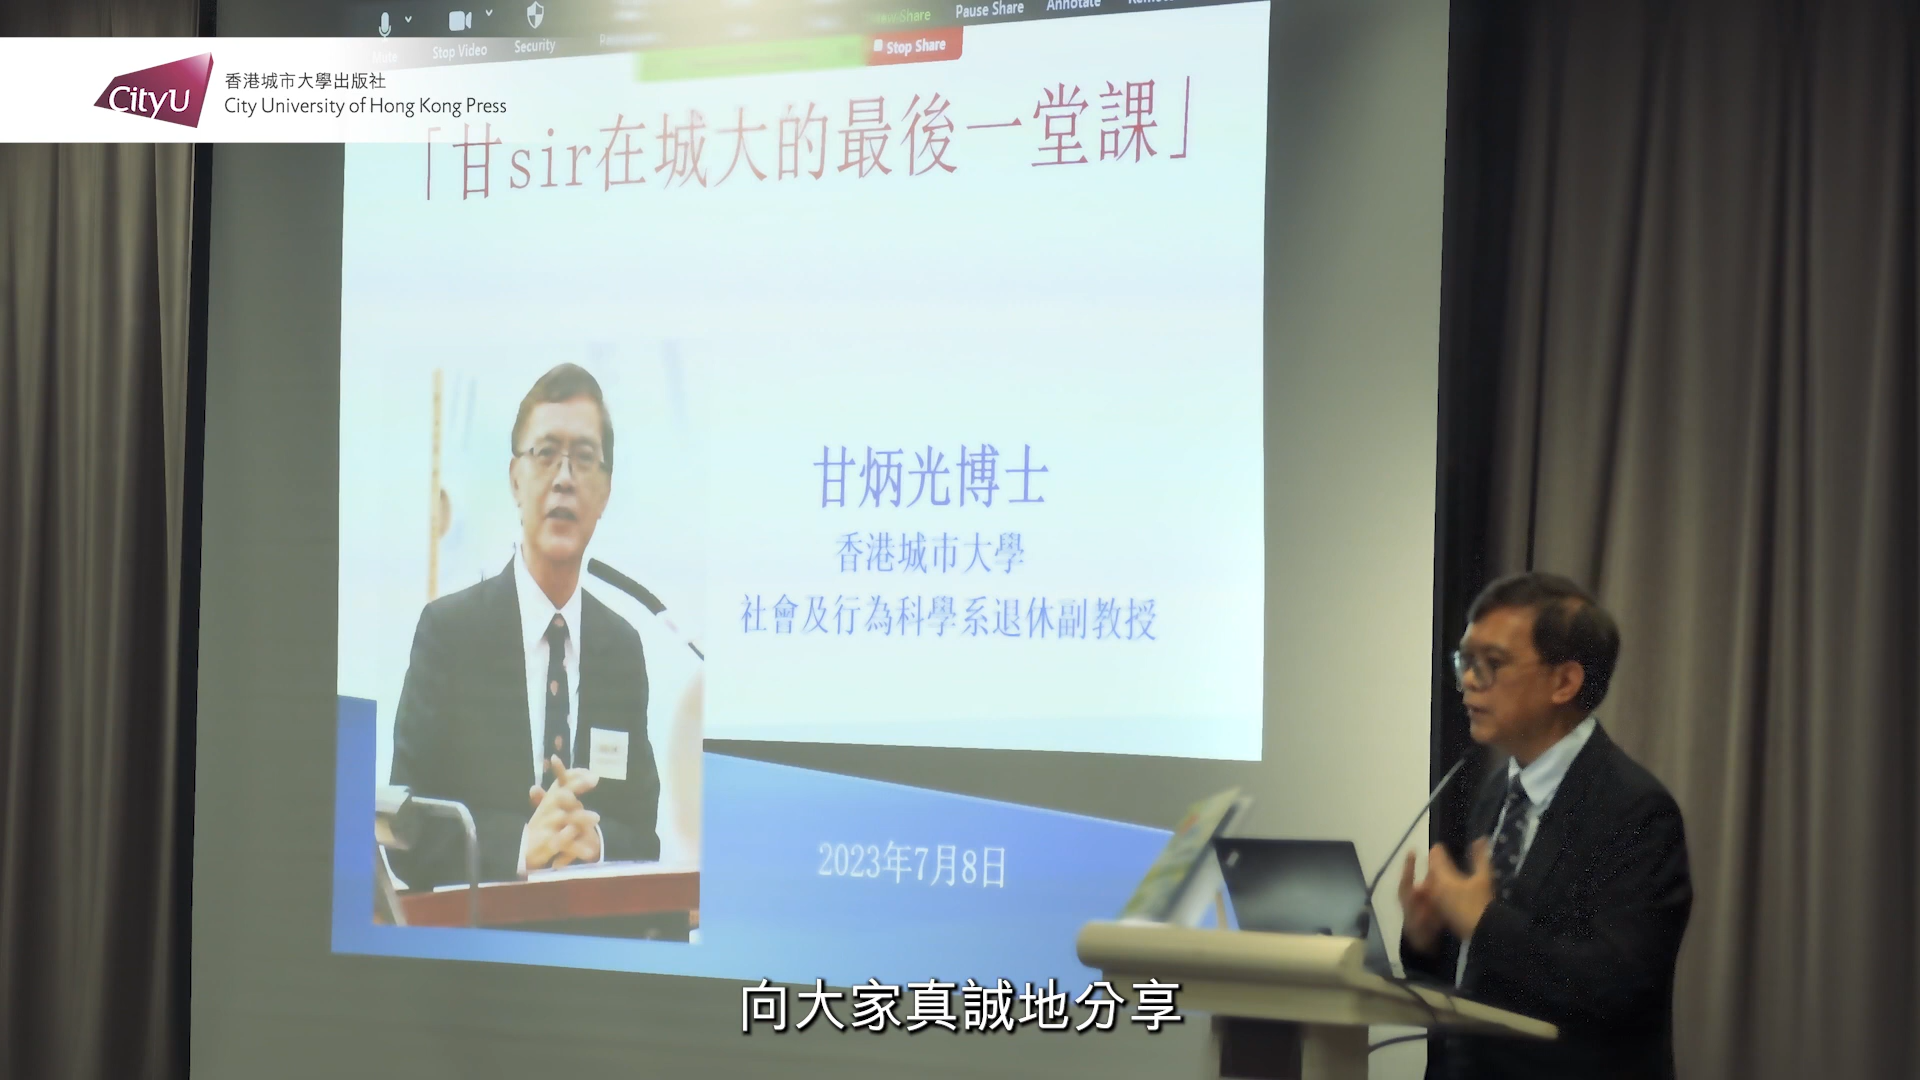 Pause Share
Annotate
Mute
Stop Video
Security
Stop Share
CityU
香港城市大學出版社
City University of Hong Kong Press
「甘sir在城大的最後一堂課」
甘炳光博士
香港城市大學
社會及行為科學系退休副教授
2023年7月8日
向大家真誠地分享